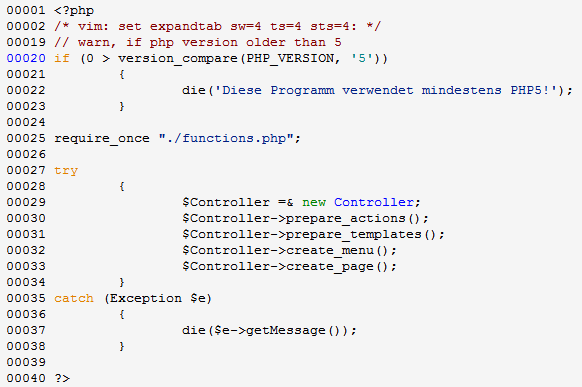 00001 <?php
00002 /* vim: set expandtab sw=4 ts=4 sts=4: */
00019 // warn, if php version older than 5
00020 if (0 > version_compare(PHP_VERSION, '5'))
00021         {
00022                 die('Diese Programm verwendet mindestens PHP5!');
00023         }
00024
00025 require_once "./functions.php";
00026
00027 try
00028         {
00029                 $Controller =& new Controller;
00030                 $Controller->prepare_actions();
00031                 $Controller->prepare_templates();
00032                 $Controller->create_menu();
00033                 $Controller->create_page();
00034         }
00035 catch (Exception $e)
00036         {
00037                 die($e->getMessage());
00038         }
00039
00040 ?>